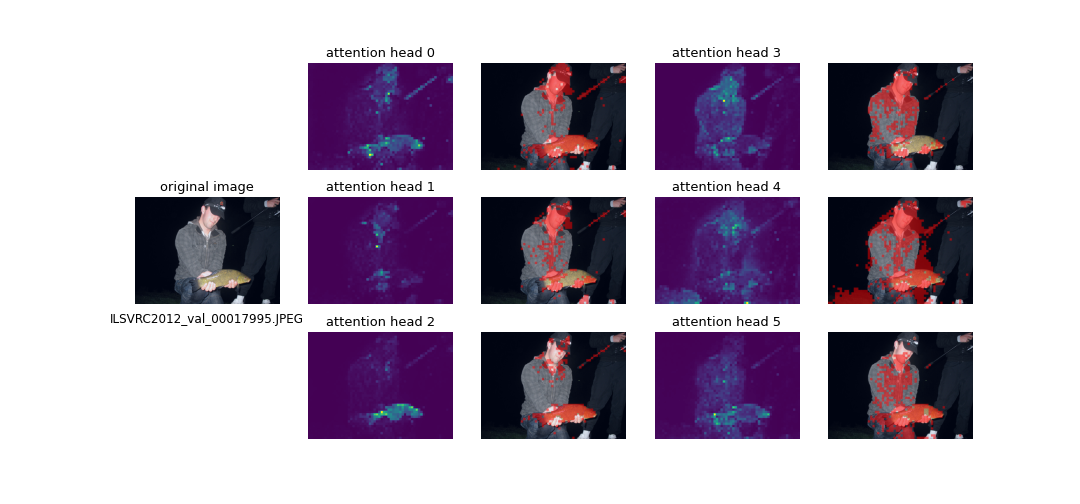 attention head 0
attention head 3
original image
attention head 1
attention head 4
ILSVRC2012_val_00017995.JPEG
attention head 2
attention head 5